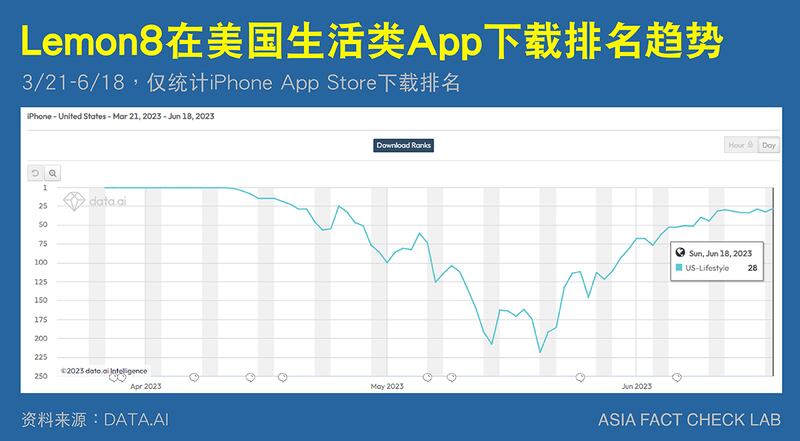 Lemon8在美国生活类App下载排名趋势
3/21-6/18，仅统计iPhone App Store下载排名
iPhone - United States - Mar 21, 2023 - Jun 18, 2023
Download Ranks
Hour
Day
1
25
50
75
100
125
150
175
200
225
250
data.ai
Sun, Jun 18, 2023
US-Lifestyle 28
©2023 data.ai Intelligence
Apr 2023
May 2023
Jun 2023
资料来源：DATA.AI
ASIA FACT CHECK LAB